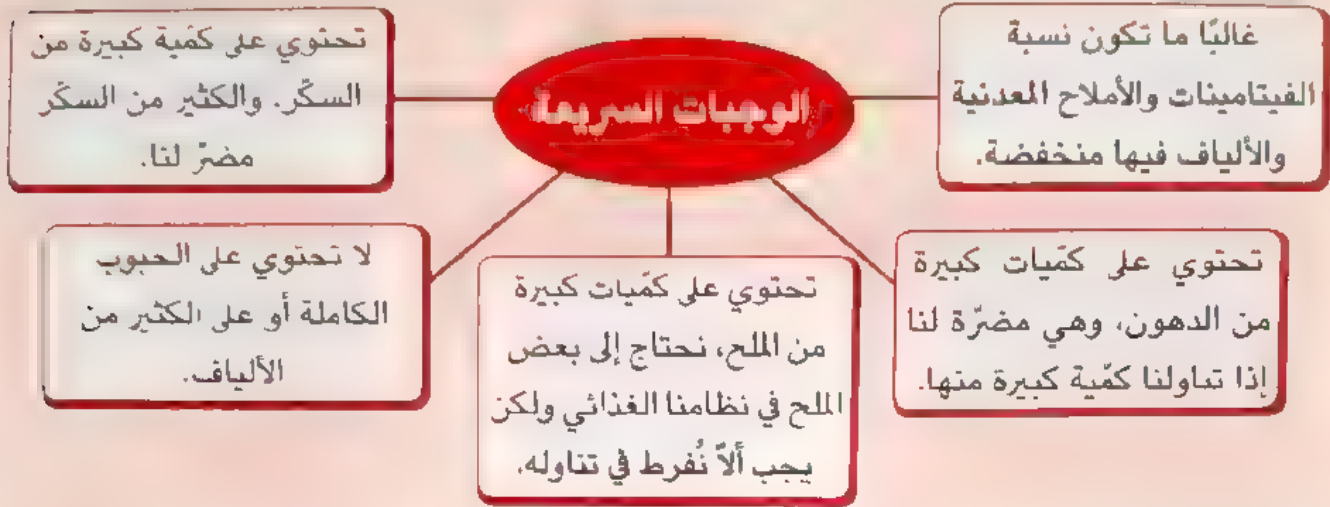 الوجبات السريعة
غالبًا ما تكون نسبة
الفيتامينات والأملاح المعدنية
والألياف فيها منخفضة.
تحتوي على كمّيات كبيرة
من الدهون، وهي مضرّة لنا
إذا تناولنا كمّية كبيرة منها.
تحتوي على كمّيات كبيرة
من الملح، نحتاج إلى بعض
الملح في نظامنا الغذائي ولكن
يجب ألاّ نُفرط في تناوله.
لا تحتوي على الحبوب
الكاملة أو على الكثير من
الألياف.
تحتوي على كمّية كبيرة من
السكّر. والكثير من السكّر
مضرّ لنا.